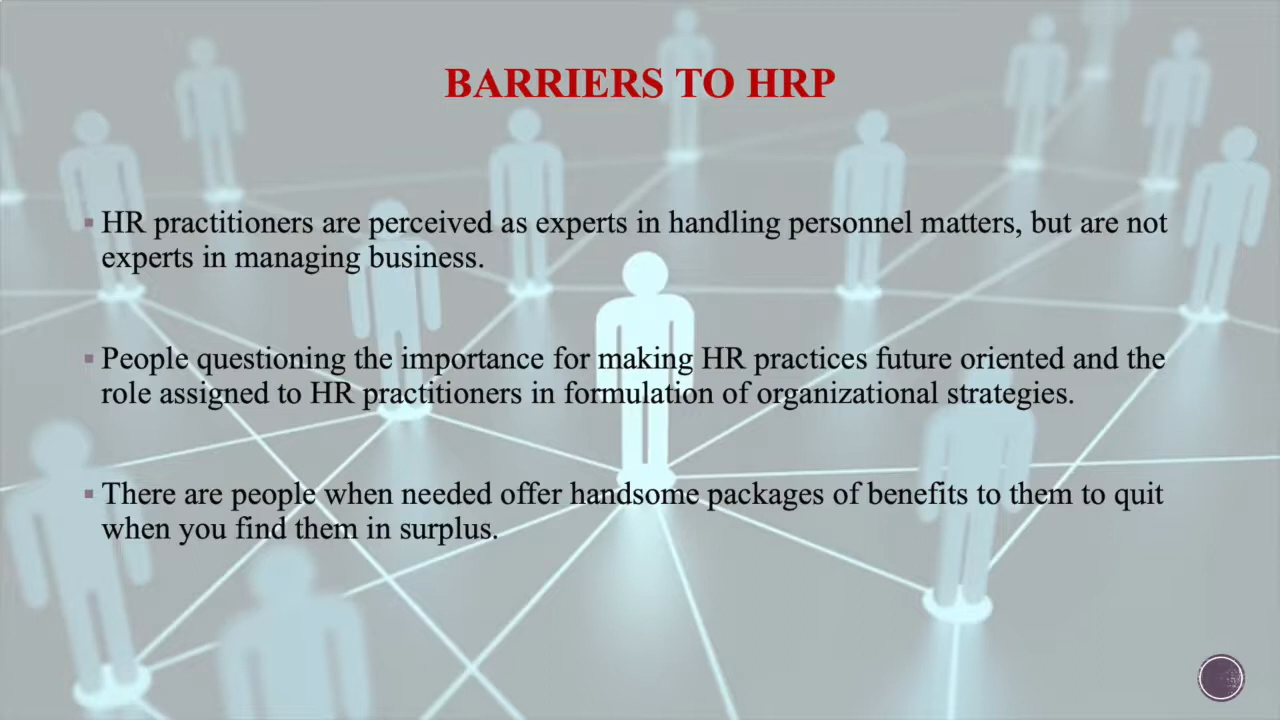 BARRIERS TO HRP
HR practitioners are perceived as experts in handling personnel matters, but are not
experts in managing business.
People questioning the importance for making HR practices future oriented and the
role assigned to HR practitioners in formulation of organizational strategies.
There are people when needed offer handsome packages of benefits to them to quit
when you find them in surplus.